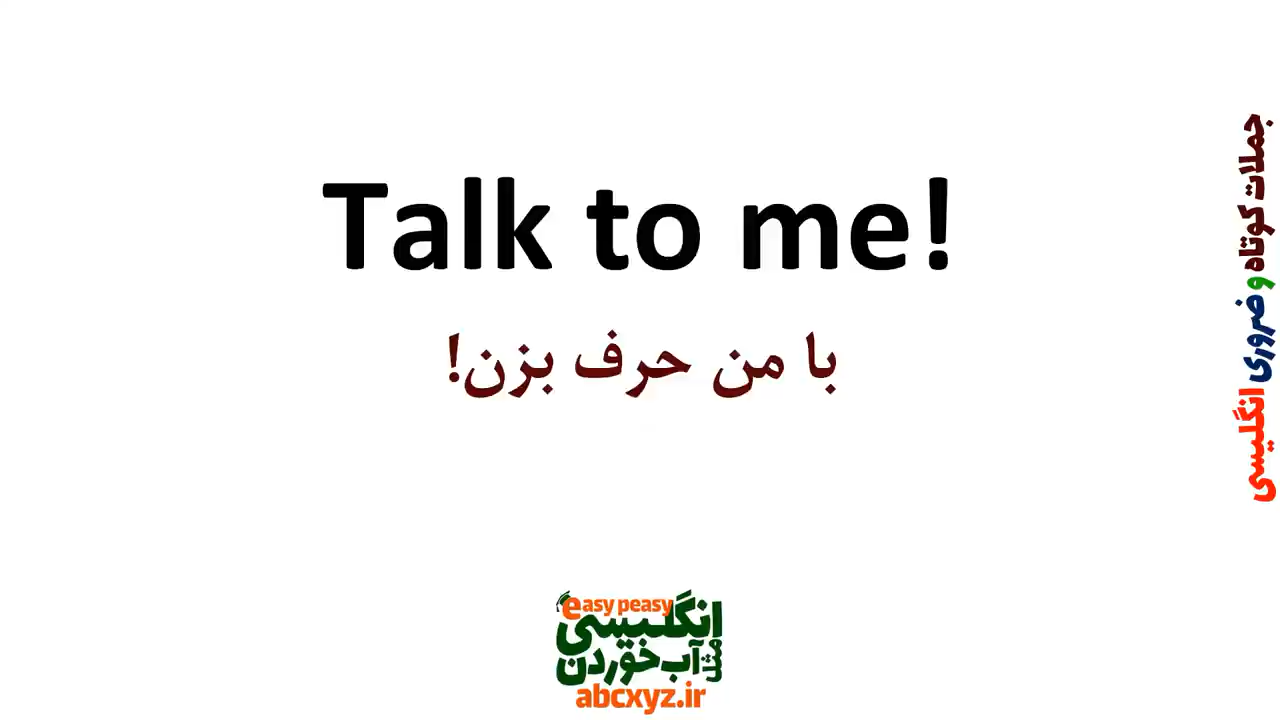 Talk to me!
با من حرف بزن!
جملات کوتاه و ضروری انگلیسی
easy peasy
انگلیسی
مثل آب خوردن
abcxyz.ir